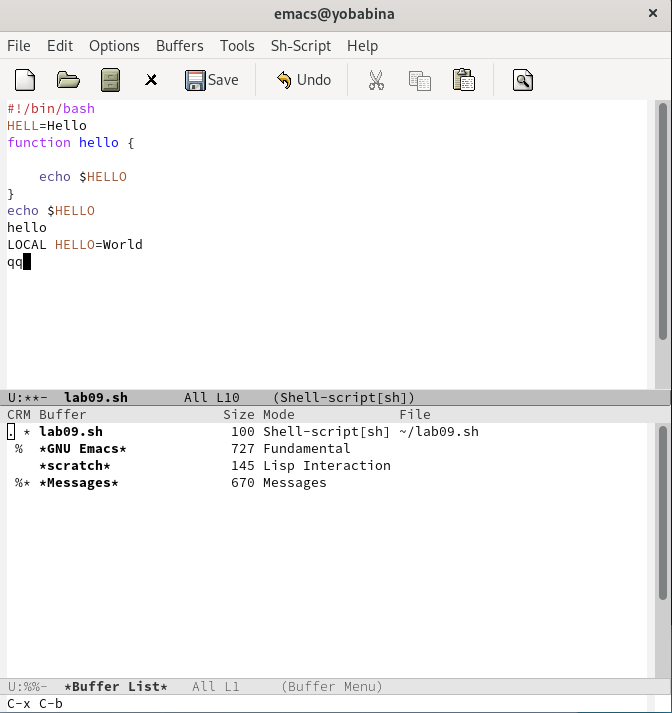 emacs@yobabina ×
File Edit Options Buffers Tools Sh-Script Help
Save Undo
#!/bin/bash
HELL=Hello
function hello {
    echo $HELLO
}
echo $HELLO
hello
LOCAL HELLO=World
qq
U:**-  lab09.sh       All L10    (Shell-script[sh])
CRM Buffer                 Size Mode             File
. * lab09.sh                100 Shell-script[sh] ~/lab09.sh
 %  *GNU Emacs*             727 Fundamental
    *scratch*               145 Lisp Interaction
 %* *Messages*              670 Messages
U:%%-  *Buffer List*   All L1     (Buffer Menu)
C-x C-b